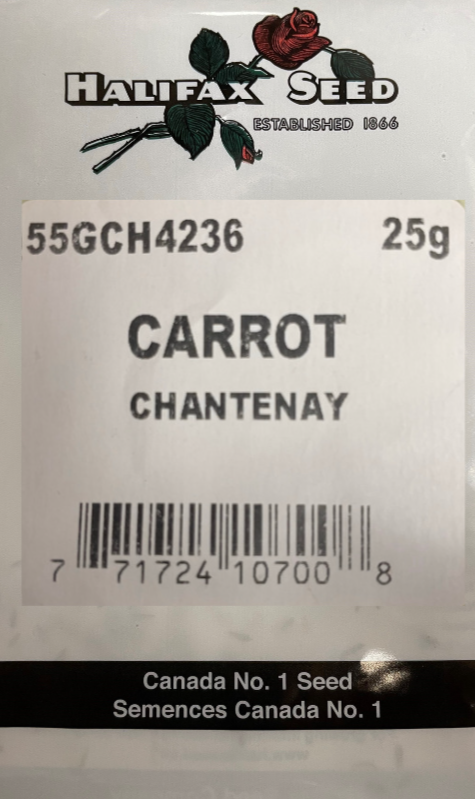 HALIFAX SEED
ESTABLISHED 1866
55GCH4236 25g
CARROT
CHANTENAY
7 71724 10700 8
Canada No. 1 Seed
Semences Canada No. 1